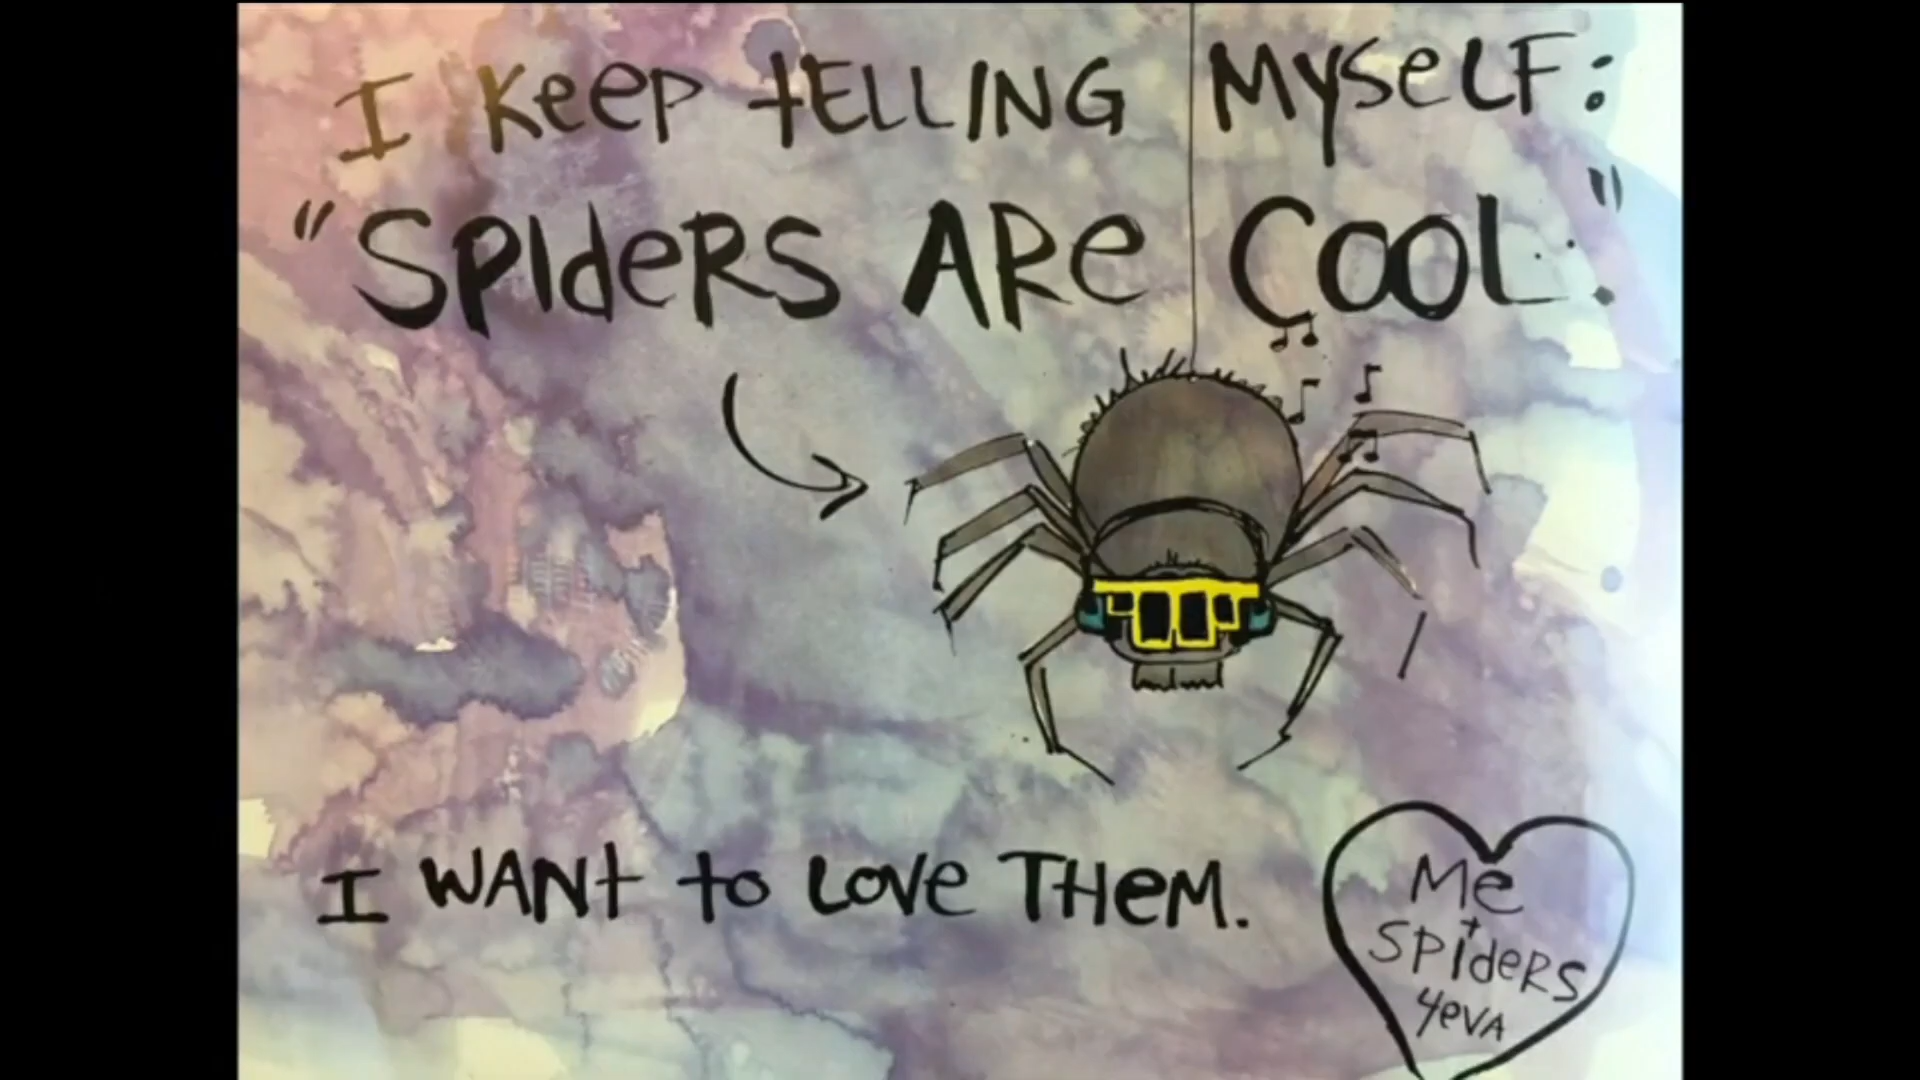 I Keep tELLING MYSeLF:
"SPIdeRS ARe COOL."
I WANt to LOVe THeM.
Me
+
SPIdeRS
4evA